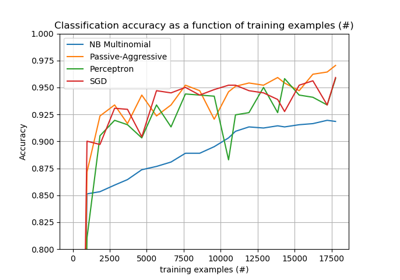 Classification accuracy as a function of training examples (#)
1.000
0.975
0.950
0.925
0.900
0.875
0.850
0.825
0.800
Accuracy
NB Multinomial
Passive-Aggressive
Perceptron
SGD
0 2500 5000 7500 10000 12500 15000 17500
training examples (#)